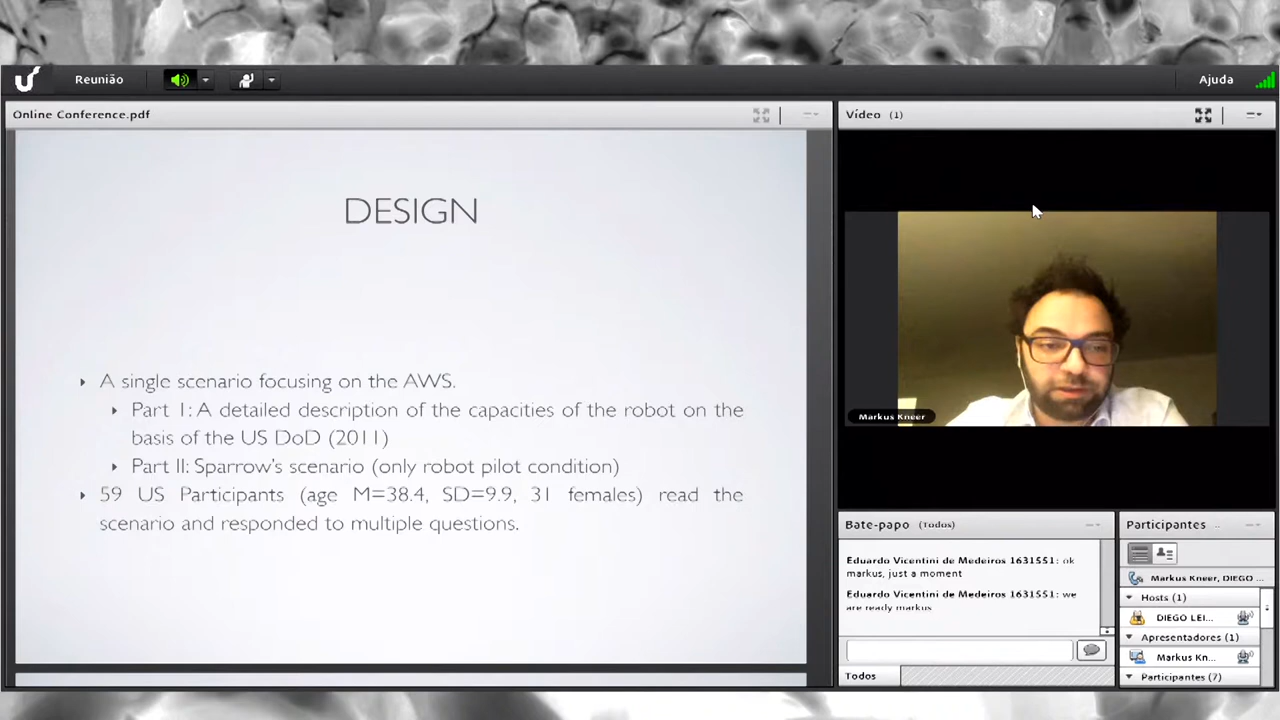 Reunião
Ajuda
Online Conference.pdf
DESIGN
A single scenario focusing on the AWS.
Part I: A detailed description of the capacities of the robot on the
basis of the US DoD (2011)
Part II: Sparrow's scenario (only robot pilot condition)
59 US Participants (age M=38.4, SD=9.9, 31 females) read the
scenario and responded to multiple questions.
Vídeo (1)
Markus Kneer
Bate-papo (Todos)
Eduardo Vicentini de Medeiros 1631551: ok
markus, just a moment
Eduardo Vicentini de Medeiros 1631551: we
are ready markus
Todos
Participantes ..
Markus Kneer, DIEGO ...
Hosts (1)
DIEGO LEI...
Apresentadores (1)
Markus Kn...
Participantes (7)